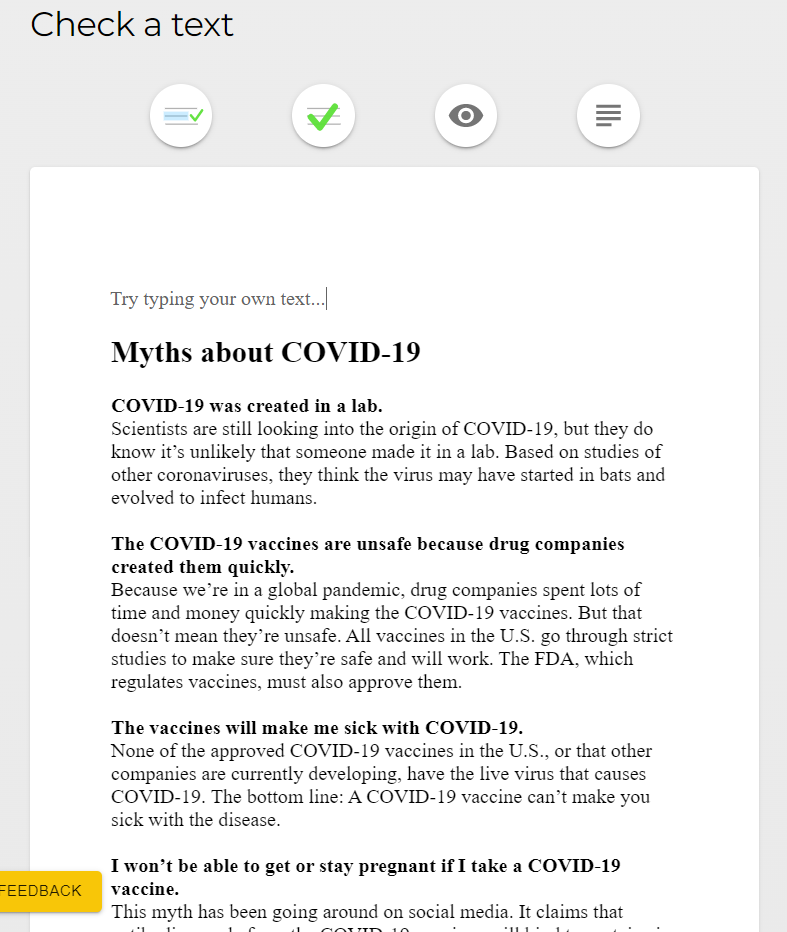 Check a text
Try typing your own text...
Myths about COVID-19
COVID-19 was created in a lab.
Scientists are still looking into the origin of COVID-19, but they do
know it’s unlikely that someone made it in a lab. Based on studies of
other coronaviruses, they think the virus may have started in bats and
evolved to infect humans.
The COVID-19 vaccines are unsafe because drug companies
created them quickly.
Because we’re in a global pandemic, drug companies spent lots of
time and money quickly making the COVID-19 vaccines. But that
doesn’t mean they’re unsafe. All vaccines in the U.S. go through strict
studies to make sure they’re safe and will work. The FDA, which
regulates vaccines, must also approve them.
The vaccines will make me sick with COVID-19.
None of the approved COVID-19 vaccines in the U.S., or that other
companies are currently developing, have the live virus that causes
COVID-19. The bottom line: A COVID-19 vaccine can’t make you
sick with the disease.
I won’t be able to get or stay pregnant if I take a COVID-19
vaccine.
FEEDBACK
This myth has been going around on social media. It claims that